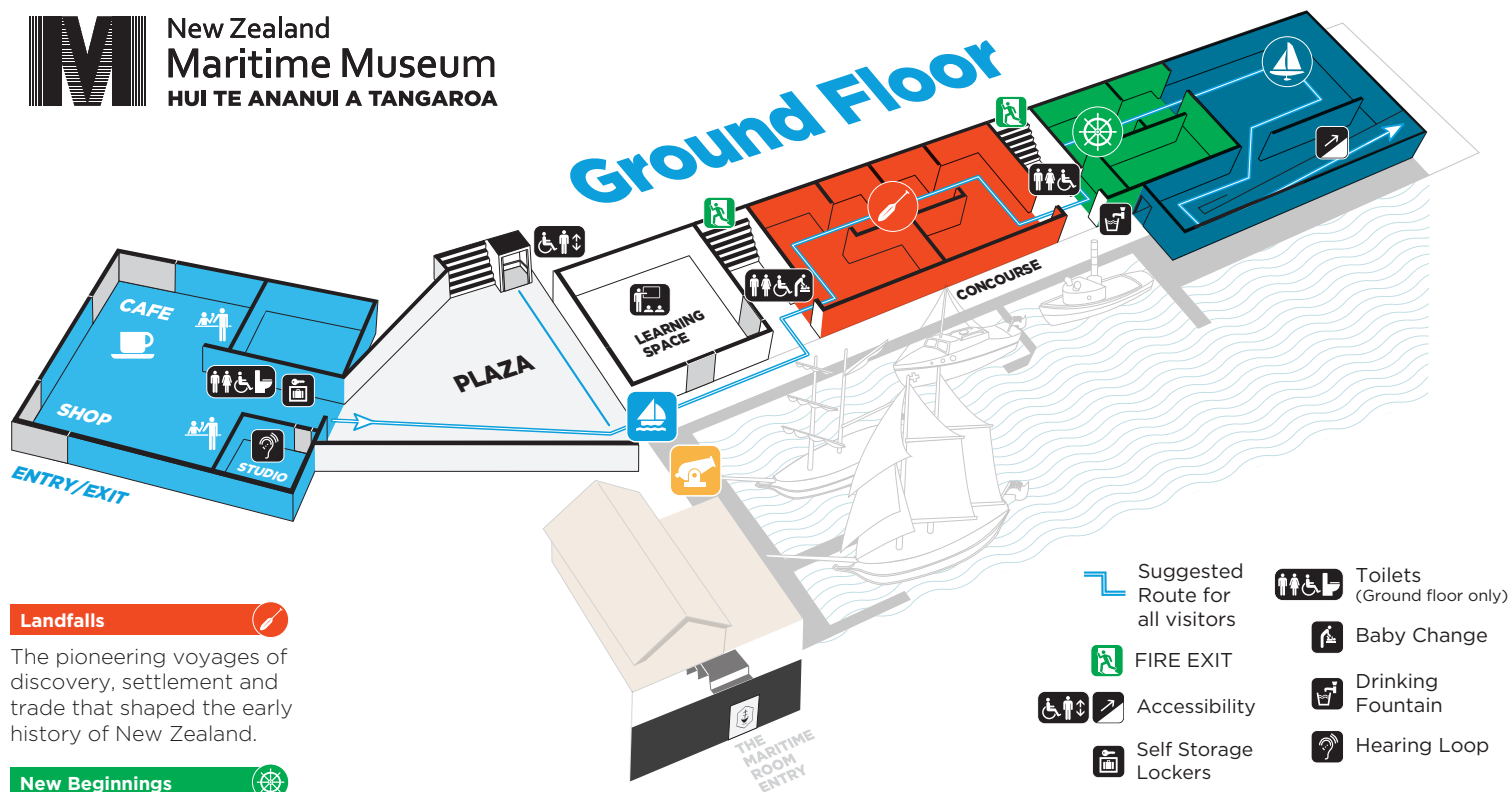 New Zealand
Maritime Museum
HUI TE ANANUI A TANGAROA
Ground Floor
CAFE
SHOP
STUDIO
ENTRY/EXIT
PLAZA
LEARNING
SPACE
CONCOURSE
THE
MARITIME
ROOM
ENTRY
Landfalls
The pioneering voyages of
discovery, settlement and
trade that shaped the early
history of New Zealand.
New Beginnings
Suggested
Route for
all visitors
FIRE EXIT
Accessibility
Self Storage
Lockers
Toilets
(Ground floor only)
Baby Change
Drinking
Fountain
Hearing Loop